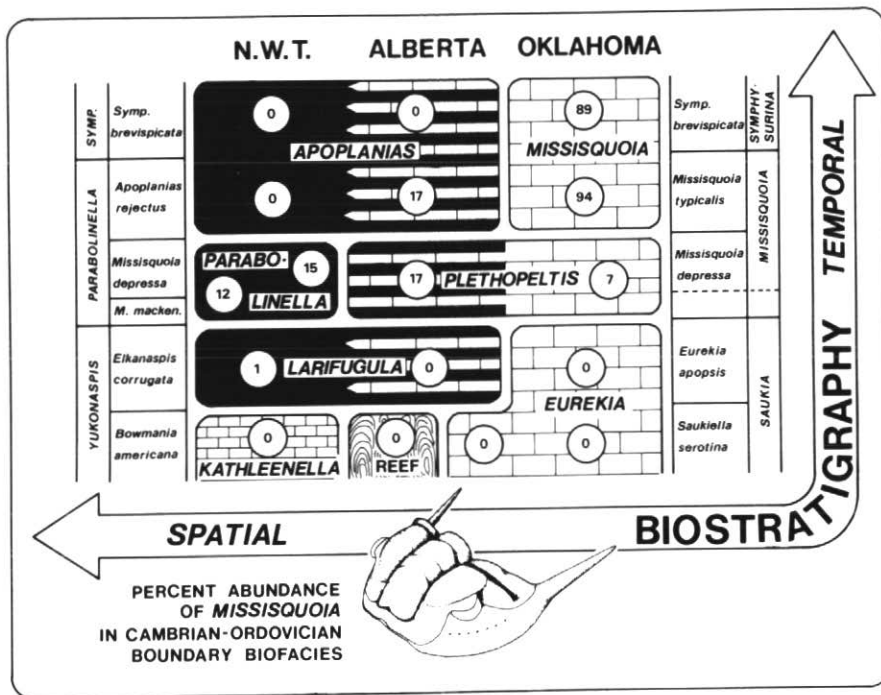 N.W.T. ALBERTA OKLAHOMA
SYMP.
Symp.
brevispicata
0
0
89
Symp.
brevispicata
SYMPHY-
SURINA
APOPLANIAS
MISSISQUOIA
PARABOLINELLA
Apoplanias
rejectus
0
17
94
Missisquoia
typicalis
MISSISQUOIA
Missisquoia
depressa
PARABO-
15
12
LINELLA
17
PLETHOPELTIS
7
Missisquoia
depressa
M. macken.
YUKONASPIS
Elkanaspis
corrugata
1
LARIFUGULA
0
0
EUREKIA
Eurekia
apopsis
SAUKIA
Bowmania
americana
0
KATHLEENELLA
0
REEF
0
0
Saukiella
serotina
SPATIAL
BIOSTRATIGRAPHY
TEMPORAL
PERCENT ABUNDANCE
OF MISSISQUOIA
IN CAMBRIAN-ORDOVICIAN
BOUNDARY BIOFACIES